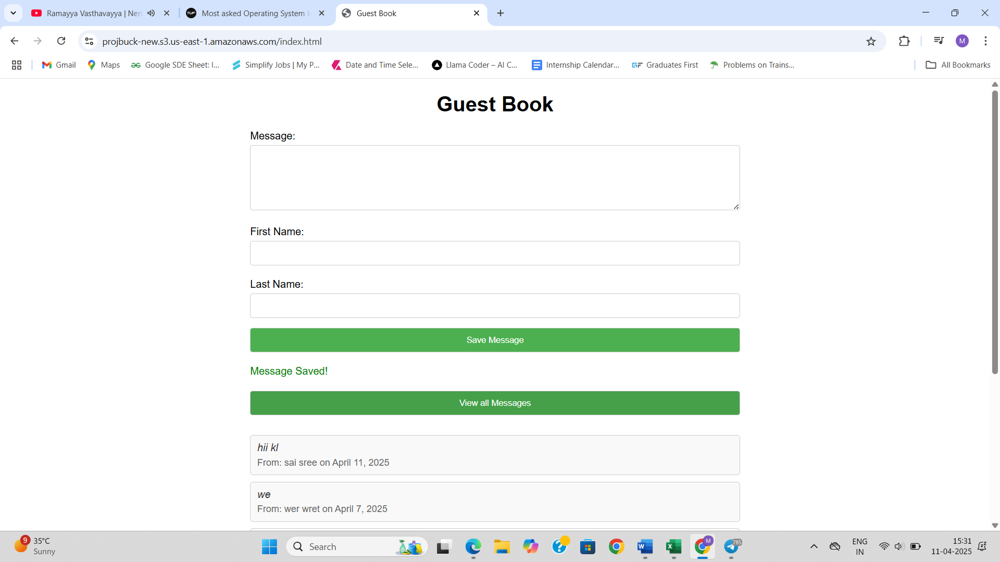 Ramayya Vasthavayya | Nen
Most asked Operating System I
Guest Book
projbuck-new.s3.us-east-1.amazonaws.com/index.html
M
Gmail
Maps
Google SDE Sheet: I...
Simplify Jobs | My P...
Date and Time Sele...
Llama Coder – AI C...
Internship Calendar...
Graduates First
Problems on Trains...
All Bookmarks
Guest Book
Message:
First Name:
Last Name:
Save Message
Message Saved!
View all Messages
hii kl
From: sai sree on April 11, 2025
we
From: wer wret on April 7, 2025
9
35°C
Sunny
Search
M
785
ENG
IN
15:31
11-04-2025